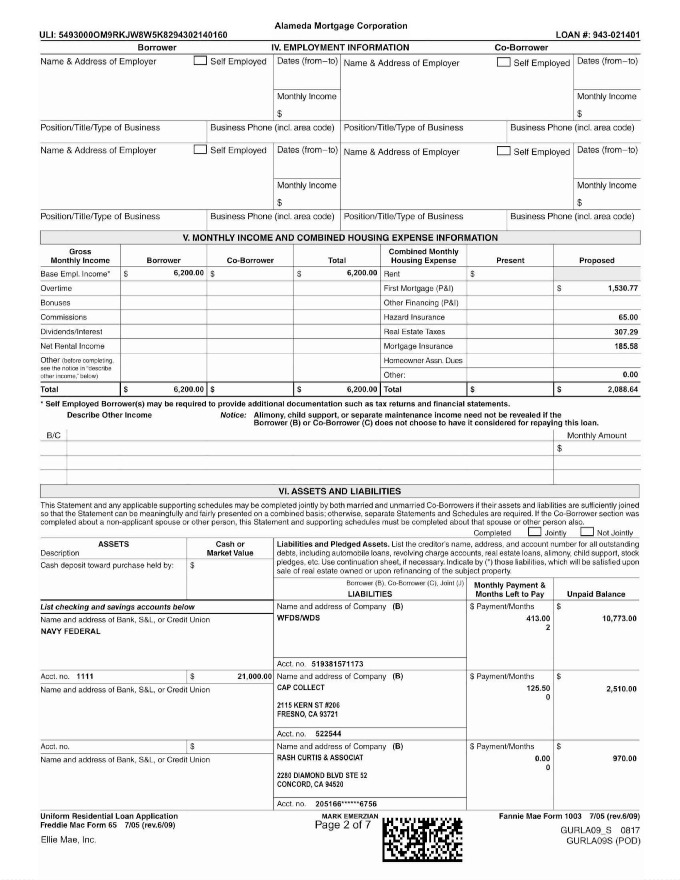 Alameda Mortgage Corporation
ULI: 5493000OM9RKJW8W5K8294302140160 LOAN #: 943-021401
Borrower IV. EMPLOYMENT INFORMATION Co-Borrower
Name & Address of Employer Self Employed Dates (from–to) Name & Address of Employer Self Employed Dates (from–to)
Monthly Income Monthly Income
$ $
Position/Title/Type of Business Business Phone (incl. area code) Position/Title/Type of Business Business Phone (incl. area code)
Name & Address of Employer Self Employed Dates (from–to) Name & Address of Employer Self Employed Dates (from–to)
Monthly Income Monthly Income
$ $
Position/Title/Type of Business Business Phone (incl. area code) Position/Title/Type of Business Business Phone (incl. area code)
V. MONTHLY INCOME AND COMBINED HOUSING EXPENSE INFORMATION
Gross Monthly Income Borrower Co-Borrower Total Combined Monthly Housing Expense Present Proposed
Base Empl. Income* $ 6,200.00 $ $ 6,200.00 Rent $
Overtime First Mortgage (P&I) $ 1,530.77
Bonuses Other Financing (P&I)
Commissions Hazard Insurance 65.00
Dividends/Interest Real Estate Taxes 307.29
Net Rental Income Mortgage Insurance 185.58
Other (before completing, Homeowner Assn. Dues
see the notice in "describe
other income," below) Other: 0.00
Total $ 6,200.00 $ $ 6,200.00 Total $ $ 2,088.64
* Self Employed Borrower(s) may be required to provide additional documentation such as tax returns and financial statements.
Describe Other Income Notice: Alimony, child support, or separate maintenance income need not be revealed if the
Borrower (B) or Co-Borrower (C) does not choose to have it considered for repaying this loan.
B/C Monthly Amount
$
VI. ASSETS AND LIABILITIES
This Statement and any applicable supporting schedules may be completed jointly by both married and unmarried Co-Borrowers if their assets and liabilities are sufficiently joined
so that the Statement can be meaningfully and fairly presented on a combined basis; otherwise, separate Statements and Schedules are required. If the Co-Borrower section was
completed about a non-applicant spouse or other person, this Statement and supporting schedules must be completed about that spouse or other person also.
Completed Jointly Not Jointly
ASSETS Cash or Market Value
Description
Liabilities and Pledged Assets. List the creditor's name, address, and account number for all outstanding
debts, including automobile loans, revolving charge accounts, real estate loans, alimony, child support, stock
pledges, etc. Use continuation sheet, if necessary. Indicate by (*) those liabilities, which will be satisfied upon
sale of real estate owned or upon refinancing of the subject property.
Cash deposit toward purchase held by: $
Borrower (B), Co-Borrower (C), Joint (J)
LIABILITIES Monthly Payment & Months Left to Pay Unpaid Balance
List checking and savings accounts below Name and address of Company (B) $ Payment/Months $
Name and address of Bank, S&L, or Credit Union WFDS/WDS 413.00 10,773.00
NAVY FEDERAL 2
Acct. no. 519381571173
Acct. no. 1111 $ 21,000.00 Name and address of Company (B) $ Payment/Months $
Name and address of Bank, S&L, or Credit Union CAP COLLECT 125.50 2,510.00
0
2115 KERN ST #206
FRESNO, CA 93721
Acct. no. 522544
Acct. no. $ Name and address of Company (B) $ Payment/Months $
Name and address of Bank, S&L, or Credit Union RASH CURTIS & ASSOCIAT 0.00 970.00
0
2280 DIAMOND BLVD STE 52
CONCORD, CA 94520
Acct. no. 205166******6756
Uniform Residential Loan Application MARK EMERZIAN Fannie Mae Form 1003 7/05 (rev.6/09)
Freddie Mac Form 65 7/05 (rev.6/09) Page 2 of 7
GURLA09_S 0817
Ellie Mae, Inc. GURLA09S (POD)